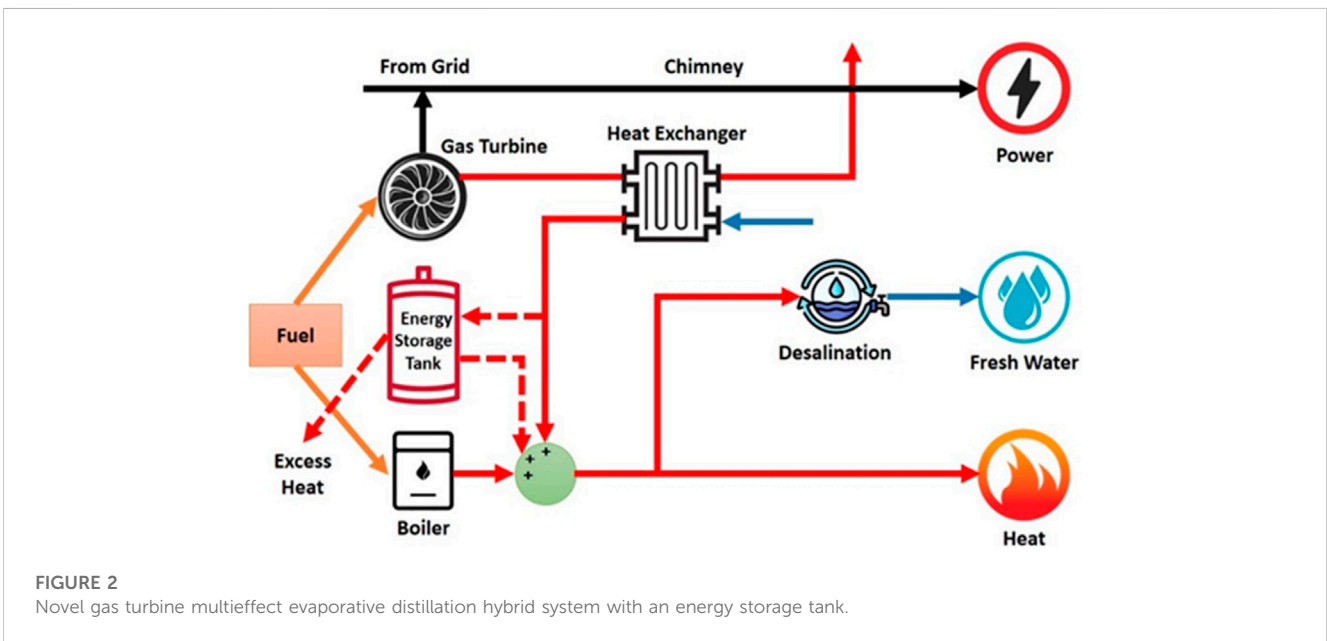 From Grid
Chimney
Power
Gas Turbine
Heat Exchanger
Fuel
Energy
Storage
Tank
Desalination
Fresh Water
Excess
Heat
Boiler
+
+
+
Heat
FIGURE 2
Novel gas turbine multieffect evaporative distillation hybrid system with an energy storage tank.